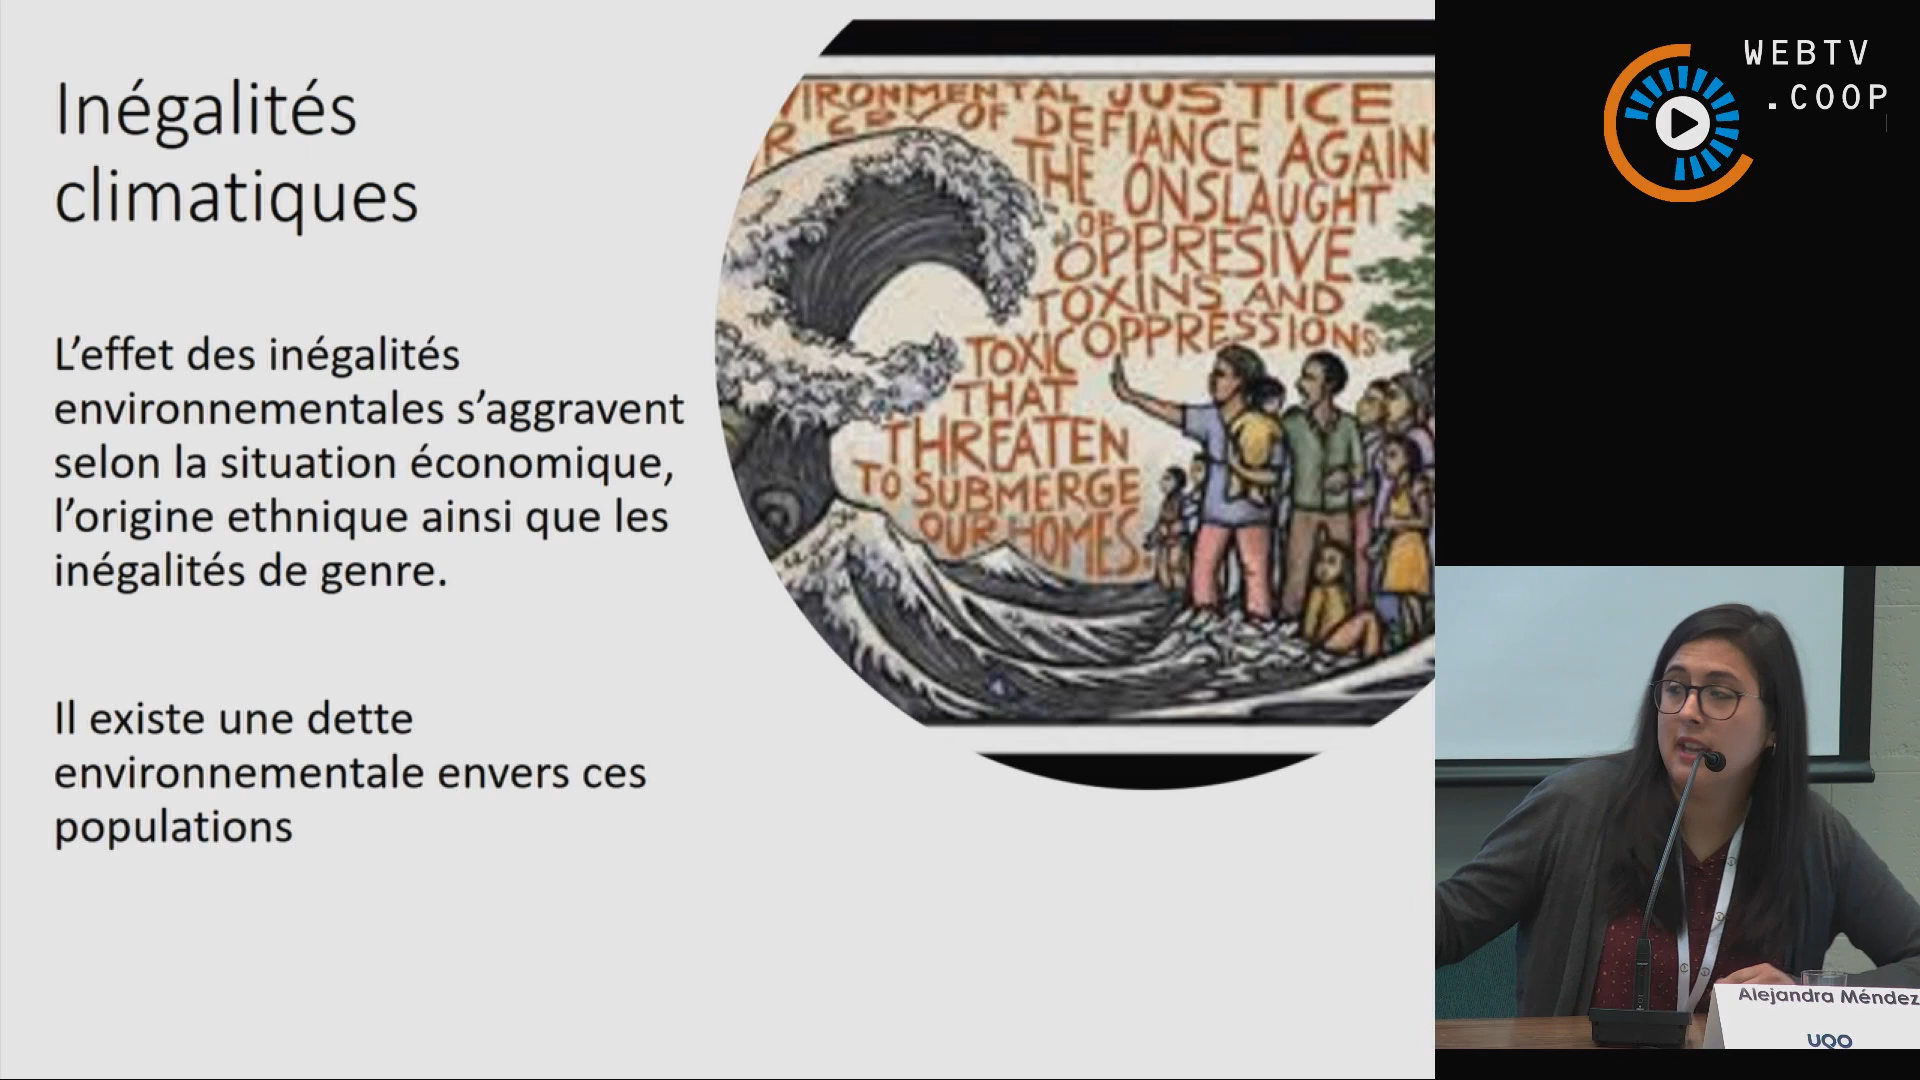 Inégalités
climatiques
L’effet des inégalités
environnementales s’aggravent
selon la situation économique,
l’origine ethnique ainsi que les
inégalités de genre.
Il existe une dette
environnementale envers ces
populations
VIRONMENTAL JUSTICE
R CRY OF DEFIANCE AGAIN
THE ONSLAUGHT
OF
OPPRESIVE
TOXINS AND
TOXIC OPPRESSIONS
THAT
THREATEN
TO SUBMERGE
OUR HOMES.
WEBTV
.COOP
Alejandra Méndez
UQO